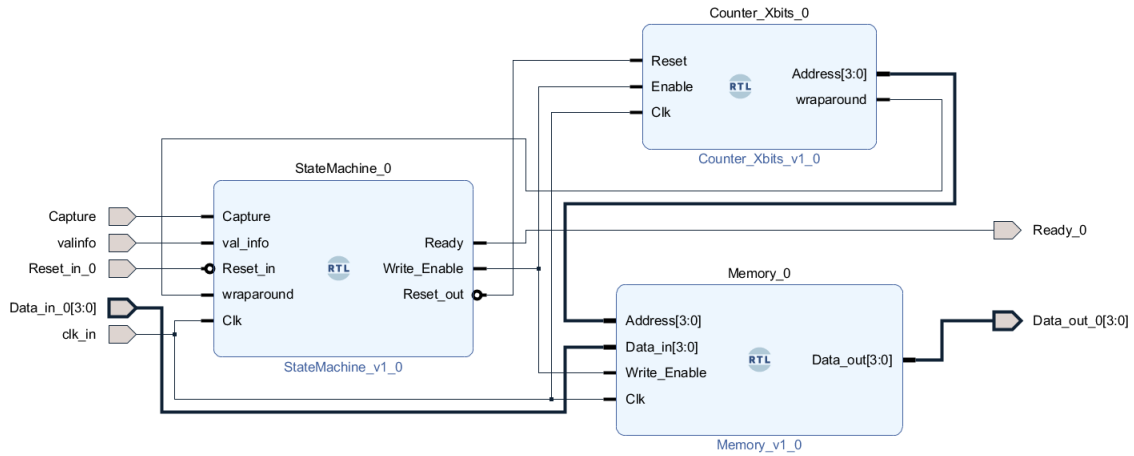 Counter_Xbits_0
Reset
Enable
Clk
RTL
Address[3:0]
wraparound
Counter_Xbits_v1_0
StateMachine_0
Capture
valinfo
Reset_in_0
Data_in_0[3:0]
clk_in
Capture
val_info
Reset_in
wraparound
Clk
RTL
Ready
Write_Enable
Reset_out
StateMachine_v1_0
Ready_0
Memory_0
Address[3:0]
Data_in[3:0]
Write_Enable
Clk
RTL
Data_out[3:0]
Memory_v1_0
Data_out_0[3:0]